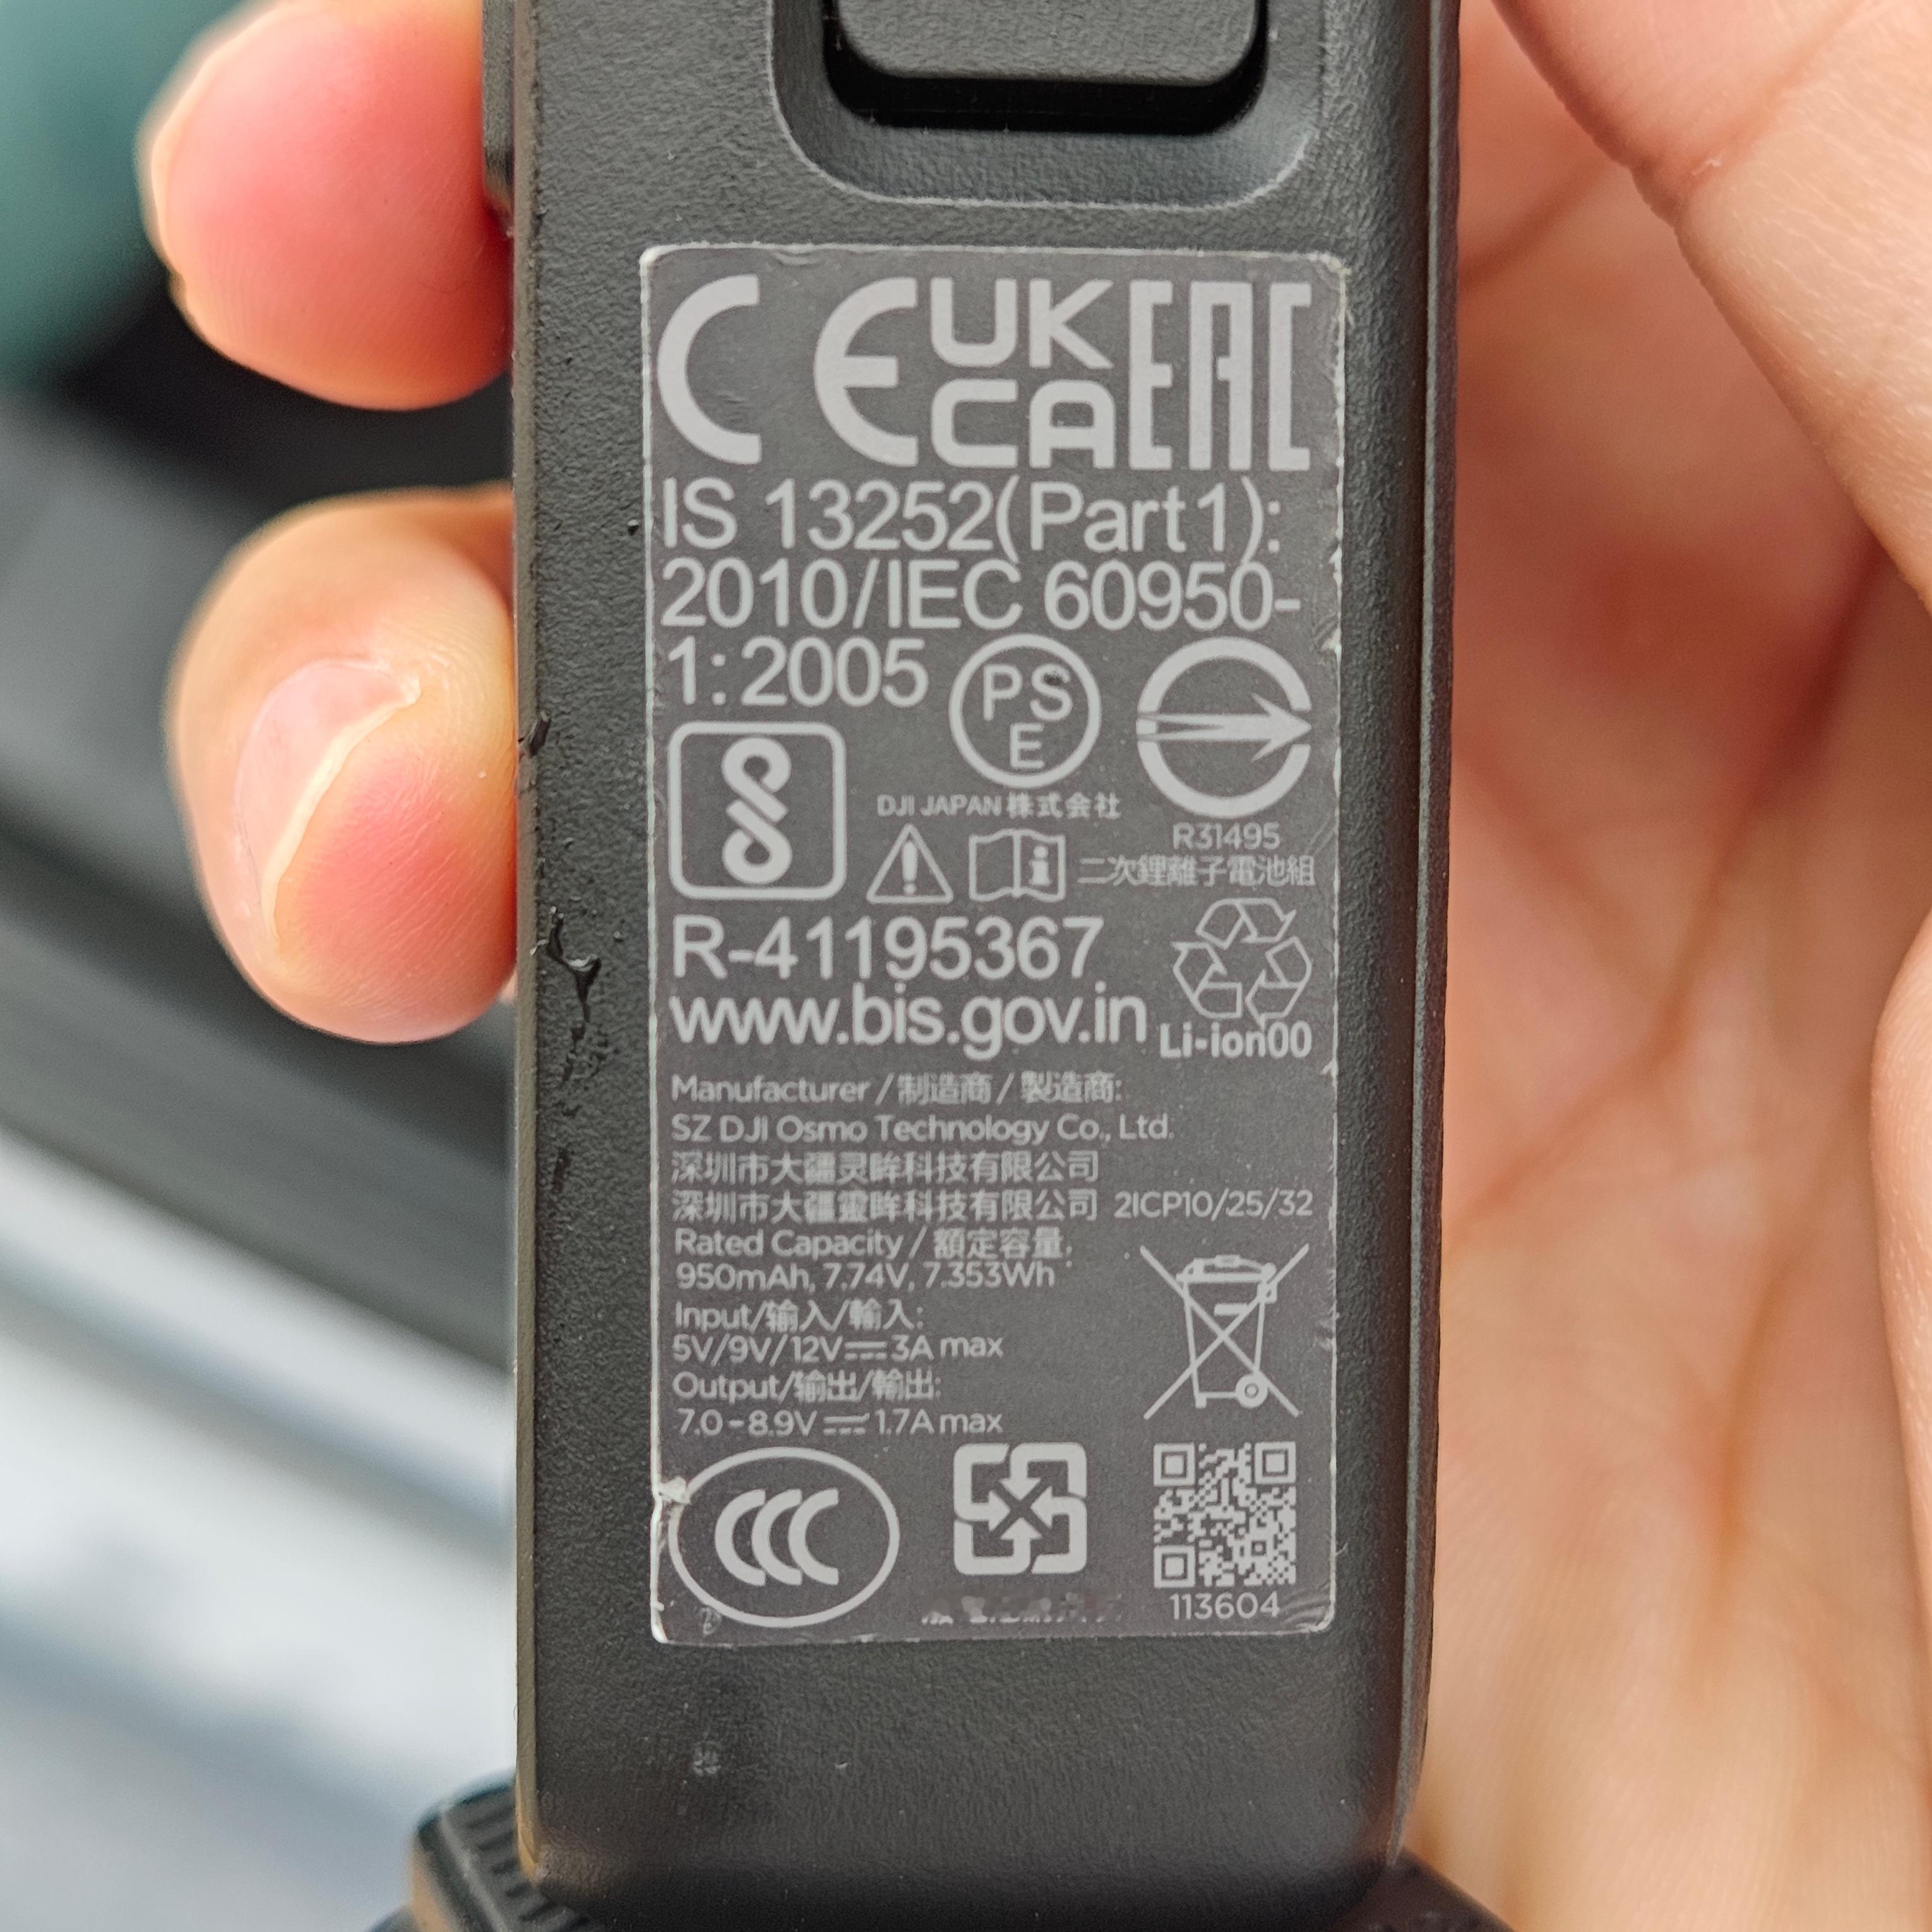 CE UK CA EAC
IS 13252(Part1):
2010/IEC 60950-
1:2005
PS E
DJI JAPAN 株式会社
R31495
二次鋰離子電池組
R-41195367
www.bis.gov.in
Li-ion00
Manufacturer / 制造商 / 製造商:
SZ DJI Osmo Technology Co., Ltd.
深圳市大疆灵眸科技有限公司
深圳市大疆靈眸科技有限公司 2ICP10/25/32
Rated Capacity / 額定容量:
950mAh, 7.74V, 7.353Wh
Input/输入/輸入:
5V/9V/12V⎓3A max
Output/输出/輸出:
7.0-8.9V⎓1.7A max
CCC
113604